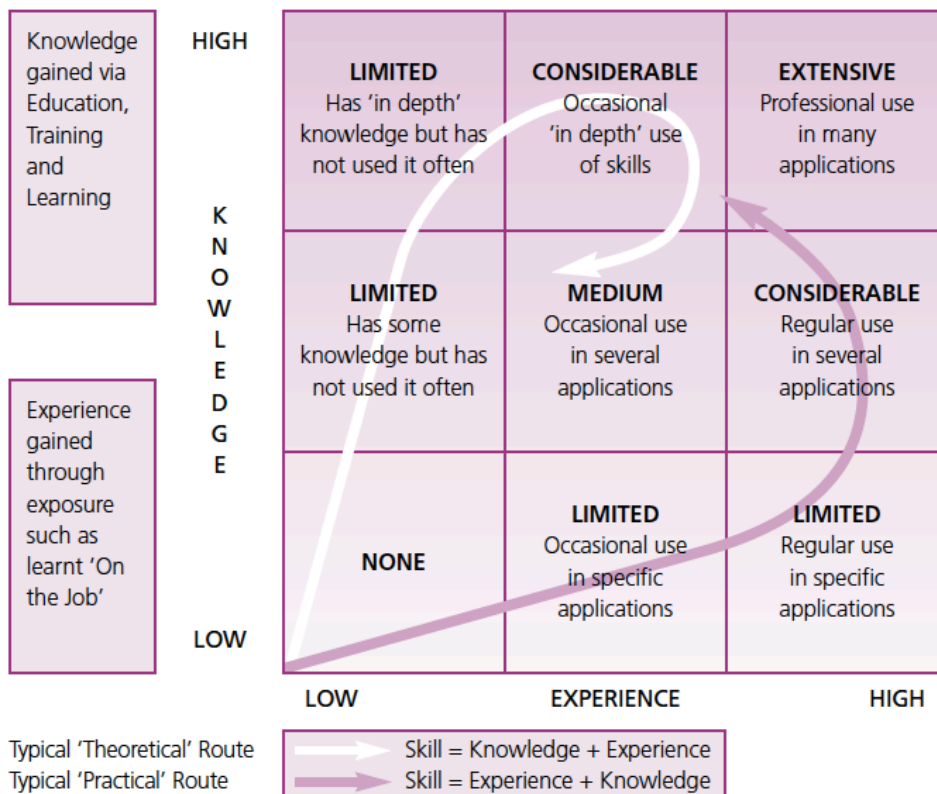 Knowledge
gained via
Education,
Training
and
Learning
Experience
gained
through
exposure
such as
learnt 'On
the Job'
HIGH
K
N
O
W
L
E
D
G
E
LOW
LIMITED
Has 'in depth'
knowledge but has
not used it often
CONSIDERABLE
Occasional
'in depth' use
of skills
EXTENSIVE
Professional use
in many
applications
LIMITED
Has some
knowledge but has
not used it often
MEDIUM
Occasional use
in several
applications
CONSIDERABLE
Regular use
in several
applications
NONE
LIMITED
Occasional use
in specific
applications
LIMITED
Regular use
in specific
applications
LOW
EXPERIENCE
HIGH
Typical 'Theoretical' Route
Skill = Knowledge + Experience
Typical 'Practical' Route
Skill = Experience + Knowledge